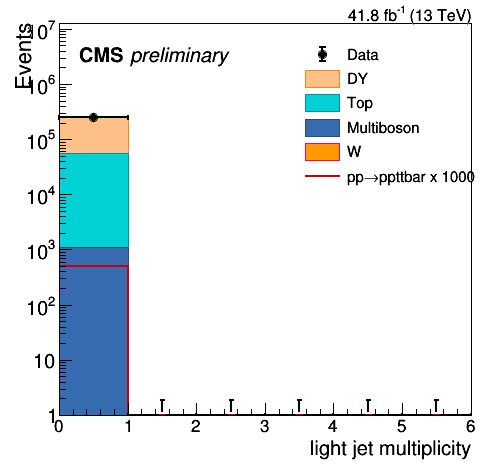 41.8 fb⁻¹ (13 TeV)
Events
CMS preliminary
Data
DY
Top
Multiboson
W
pp→ppttbar x 1000
10⁷
10⁶
10⁵
10⁴
10³
10²
10
1
0 1 2 3 4 5 6
light jet multiplicity